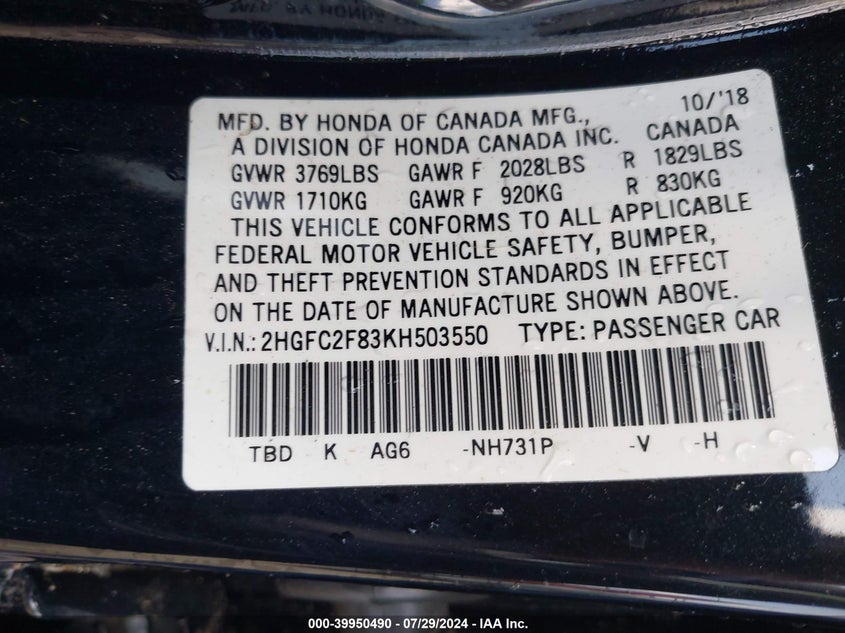 10/'18
MFD. BY HONDA OF CANADA MFG.,
A DIVISION OF HONDA CANADA INC. CANADA
GVWR 3769LBS GAWR F 2028LBS R 1829LBS
GVWR 1710KG GAWR F 920KG R 830KG
THIS VEHICLE CONFORMS TO ALL APPLICABLE
FEDERAL MOTOR VEHICLE SAFETY, BUMPER,
AND THEFT PREVENTION STANDARDS IN EFFECT
ON THE DATE OF MANUFACTURE SHOWN ABOVE.
V.I.N.: 2HGFC2F83KH503550 TYPE: PASSENGER CAR
TBD K AG6 -NH731P -V -H
000-39950490 - 07/29/2024 - IAA Inc.